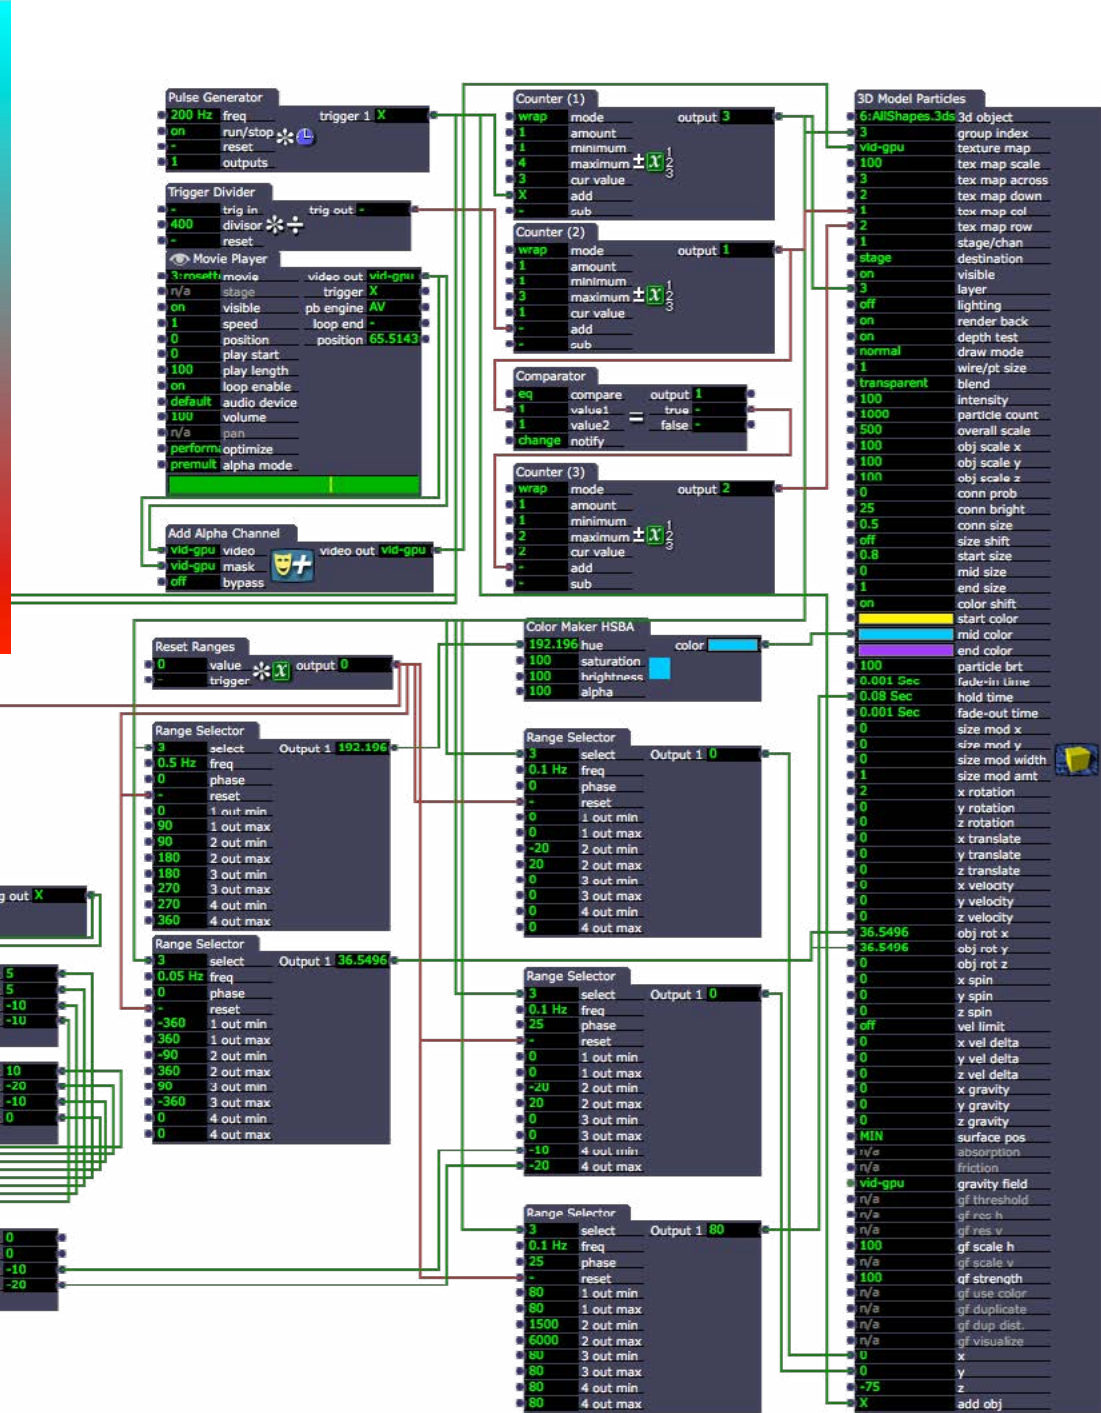 Pulse Generator
200 Hz freq trigger 1 X
on run/stop
- reset
1 outputs
Trigger Divider
- trig in trig out -
400 divisor
- reset
Movie Player
3:rosett movie video out vid-gpu
n/a stage trigger X
on visible pb engine AV
1 speed loop end -
0 position position 65.5143
0 play start
100 play length
on loop enable
default audio device
100 volume
n/a pan
performa optimize
premult alpha mode
Add Alpha Channel
vid-gpu video video out vid-gpu
vid-gpu mask
off bypass
Counter (1)
wrap mode output 3
1 amount
1 minimum
4 maximum ± x 1 2 3
3 cur value
X add
- sub
Counter (2)
wrap mode output 1
1 amount
1 minimum
3 maximum ± x 1 2 3
1 cur value
- add
- sub
Comparator
eq compare output 1
1 value1 = true -
1 value2 false -
change notify
Counter (3)
wrap mode output 2
1 amount
1 minimum
2 maximum ± x 1 2 3
2 cur value
- add
- sub
Reset Ranges
0 value x output 0
- trigger
Color Maker HSBA
192.196 hue color
100 saturation
100 brightness
100 alpha
Range Selector
3 select Output 1 192.196
0.5 Hz freq
0 phase
- reset
0 1 out min
90 1 out max
90 2 out min
180 2 out max
180 3 out min
270 3 out max
270 4 out min
360 4 out max
Range Selector
3 select Output 1 36.5496
0.05 Hz freq
0 phase
- reset
-360 1 out min
360 1 out max
-90 2 out min
360 2 out max
90 3 out min
-360 3 out max
0 4 out min
0 4 out max
Range Selector
3 select Output 1 0
0.1 Hz freq
0 phase
- reset
0 1 out min
0 1 out max
-20 2 out min
20 2 out max
0 3 out min
0 3 out max
0 4 out min
0 4 out max
Range Selector
3 select Output 1 0
0.1 Hz freq
25 phase
- reset
0 1 out min
0 1 out max
-20 2 out min
20 2 out max
0 3 out min
0 3 out max
-10 4 out min
-20 4 out max
Range Selector
3 select Output 1 80
0.1 Hz freq
25 phase
- reset
80 1 out min
80 1 out max
1500 2 out min
6000 2 out max
80 3 out min
80 3 out max
80 4 out min
80 4 out max
g out X
5
5
-10
-10
10
-20
-10
0
0
0
-10
-20
3D Model Particles
6:AllShapes.3ds 3d object
3 group index
vid-gpu texture map
100 tex map scale
3 tex map across
2 tex map down
1 tex map col
2 tex map row
1 stage/chan
stage destination
on visible
3 layer
off lighting
on render back
on depth test
normal draw mode
1 wire/pt size
transparent blend
100 intensity
1000 particle count
500 overall scale
100 obj scale x
100 obj scale y
100 obj scale z
0 conn prob
25 conn bright
0.5 conn size
off size shift
0.8 start size
0 mid size
1 end size
on color shift
start color
mid color
end color
100 particle brt
0.001 Sec fade-in time
0.08 Sec hold time
0.001 Sec fade-out time
0 size mod x
0 size mod y
0 size mod width
1 size mod amt
2 x rotation
0 y rotation
0 z rotation
0 x translate
0 y translate
0 z translate
0 x velocity
0 y velocity
0 z velocity
36.5496 obj rot x
36.5496 obj rot y
0 obj rot z
0 x spin
0 y spin
0 z spin
off vel limit
0 x vel delta
0 y vel delta
0 z vel delta
0 x gravity
0 y gravity
0 z gravity
MIN surface pos
n/a absorption
n/a friction
vid-gpu gravity field
n/a gf threshold
n/a gf res h
n/a gf res v
100 gf scale h
n/a gf scale v
100 gf strength
n/a gf use color
n/a gf duplicate
n/a gf dup dist.
n/a gf visualize
0 x
0 y
-75 z
X add obj